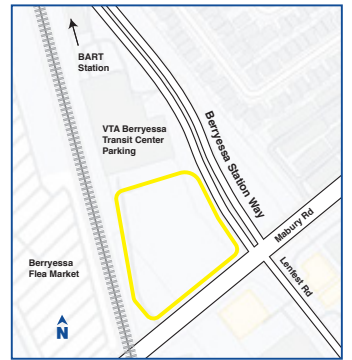 BART
Station
VTA Berryessa
Transit Center
Parking
Berryessa Station Way
Mabury Rd
Lenfest Rd
Berryessa
Flea Market
N